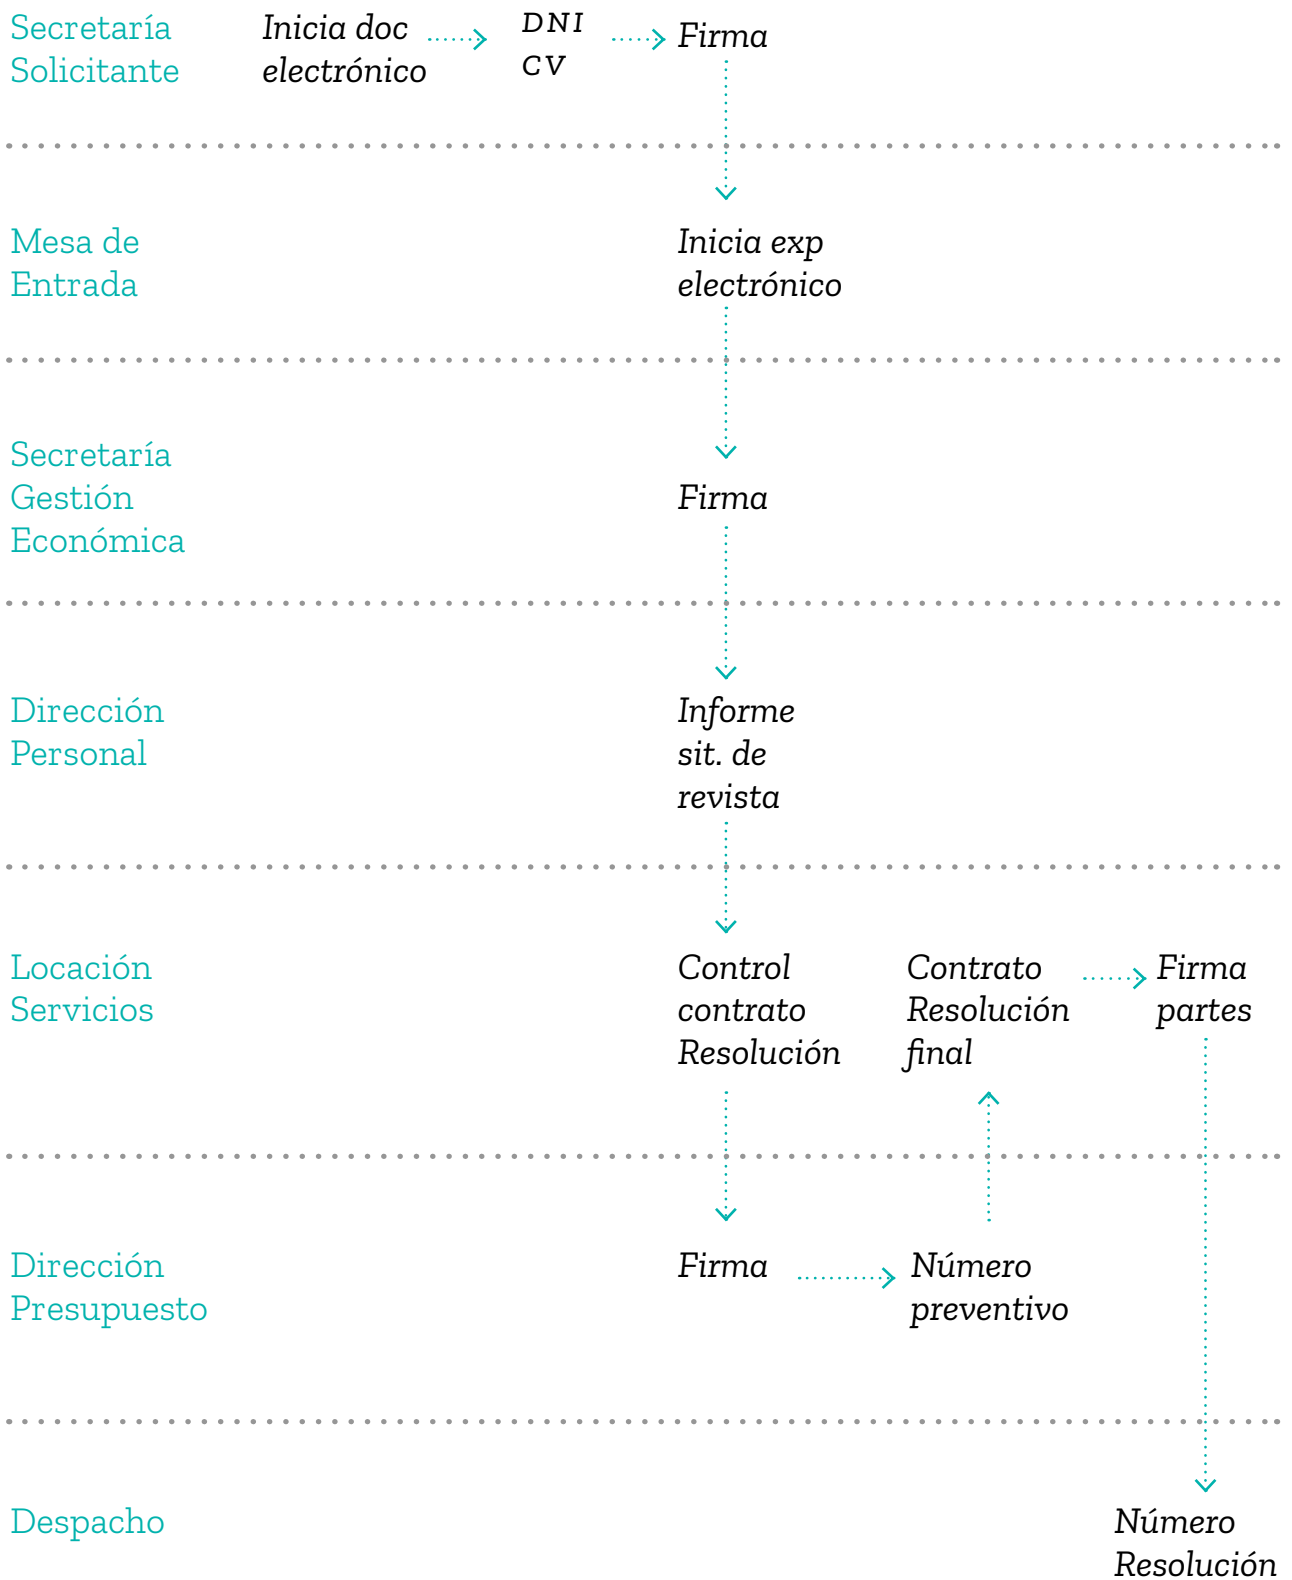 Secretaría
Solicitante
Inicia doc
electrónico
DNI
CV
Firma
Mesa de
Entrada
Inicia exp
electrónico
Secretaría
Gestión
Económica
Firma
Dirección
Personal
Informe
sit. de
revista
Locación
Servicios
Control
contrato
Resolución
Contrato
Resolución
final
Firma
partes
Dirección
Presupuesto
Firma
Número
preventivo
Despacho
Número
Resolución